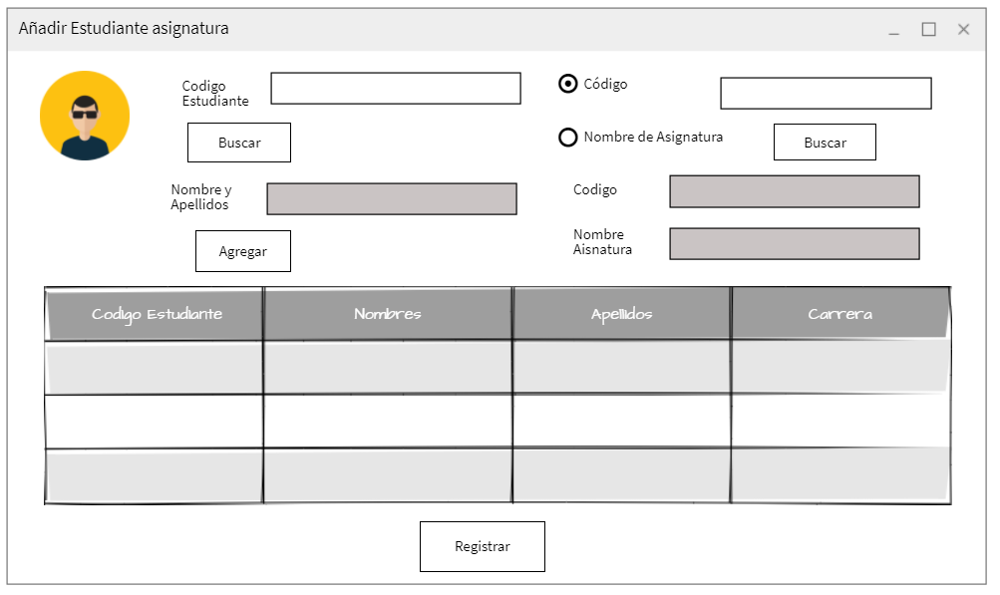 Añadir Estudiante asignatura
Codigo
Estudiante
Código
Buscar
Nombre de Asignatura
Buscar
Nombre y
Apellidos
Codigo
Agregar
Nombre
Aisnatura
Codigo Estudiante
Nombres
Apellidos
Carrera
Registrar